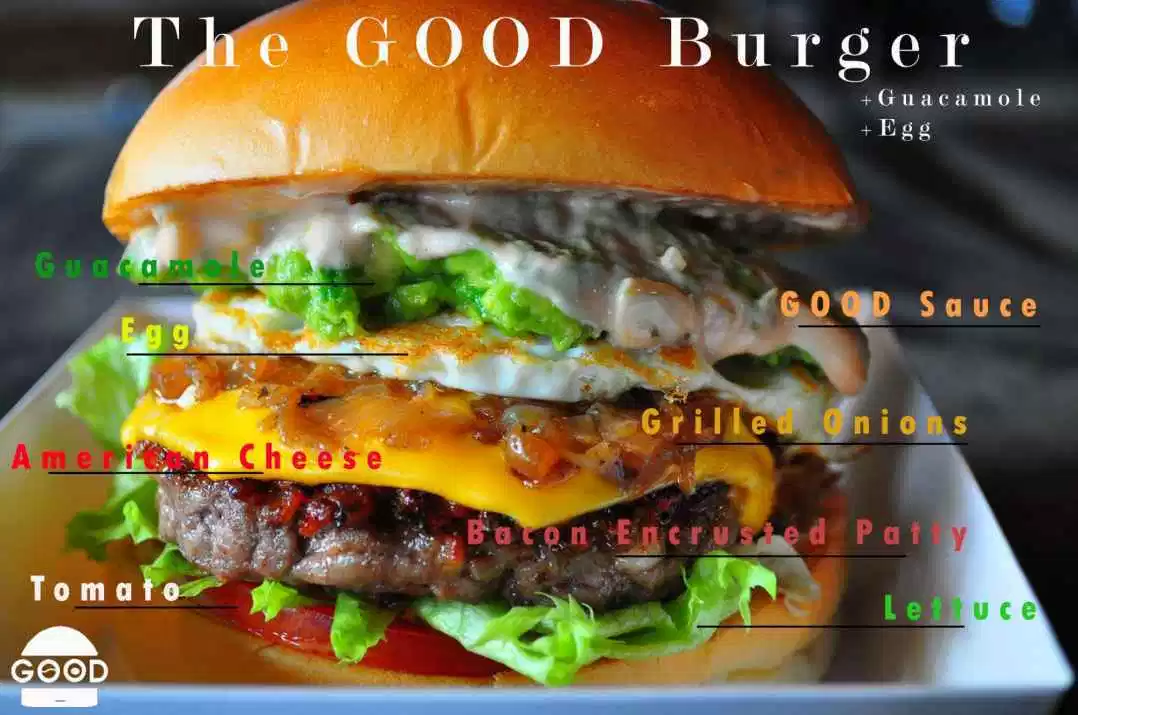 The GOOD Burger
+Guacamole
+Egg
Guacamole
GOOD Sauce
Egg
Grilled Onions
American Cheese
Bacon Encrusted Patty
Tomato
Lettuce
GOOD